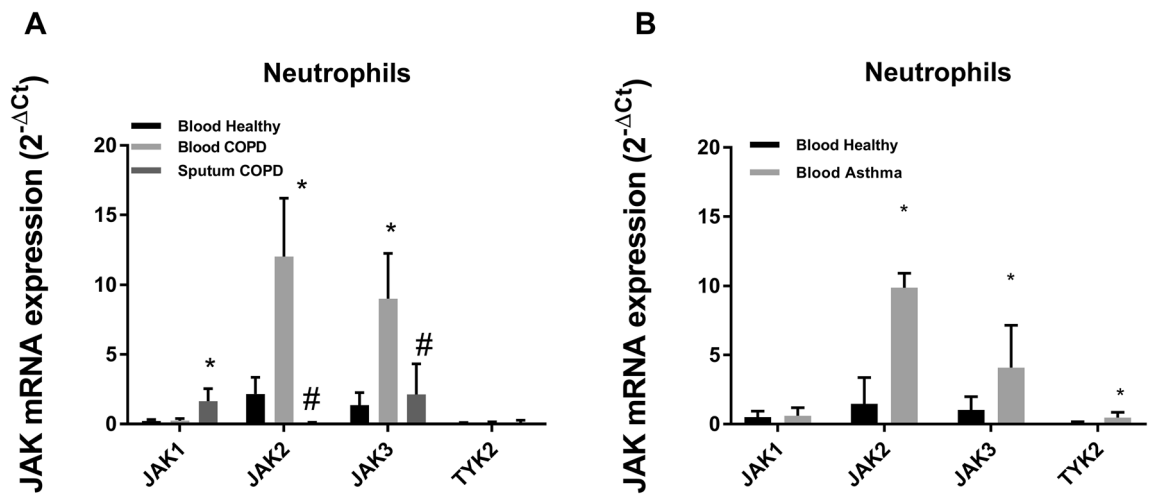 A
Neutrophils
JAK mRNA expression (2^-ΔCt)
Blood Healthy
Blood COPD
Sputum COPD
20
15
10
5
0
*
*
*
#
#
JAK1
JAK2
JAK3
TYK2
B
Neutrophils
JAK mRNA expression (2^-ΔCt)
Blood Healthy
Blood Asthma
20
15
10
5
0
*
*
*
JAK1
JAK2
JAK3
TYK2